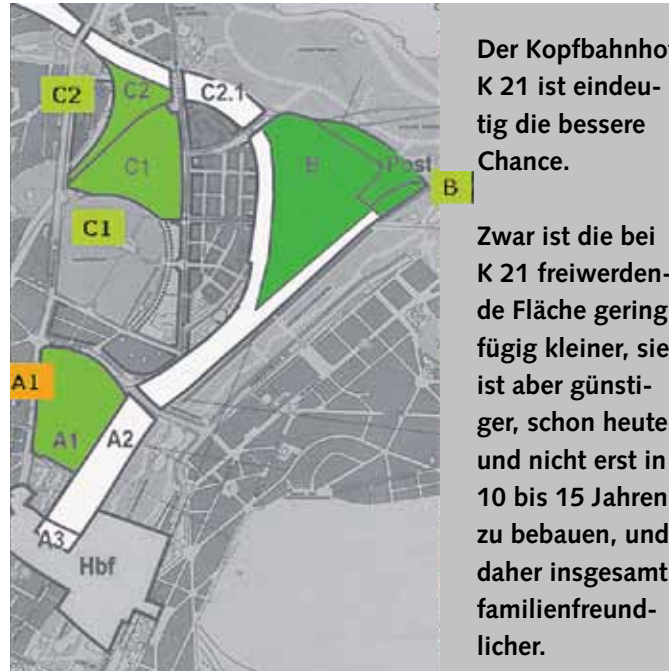 C2
C2
C2.1
C1
B
Post
B
C1
A1
A1
A2
A3
Hbf
Der Kopfbahnhof
K 21 ist eindeu-
tig die bessere
Chance.
Zwar ist die bei
K 21 freiwerden-
de Fläche gering
fügig kleiner, sie
ist aber günsti-
ger, schon heute
und nicht erst in
10 bis 15 Jahren
zu bebauen, und
daher insgesamt
familienfreund-
licher.